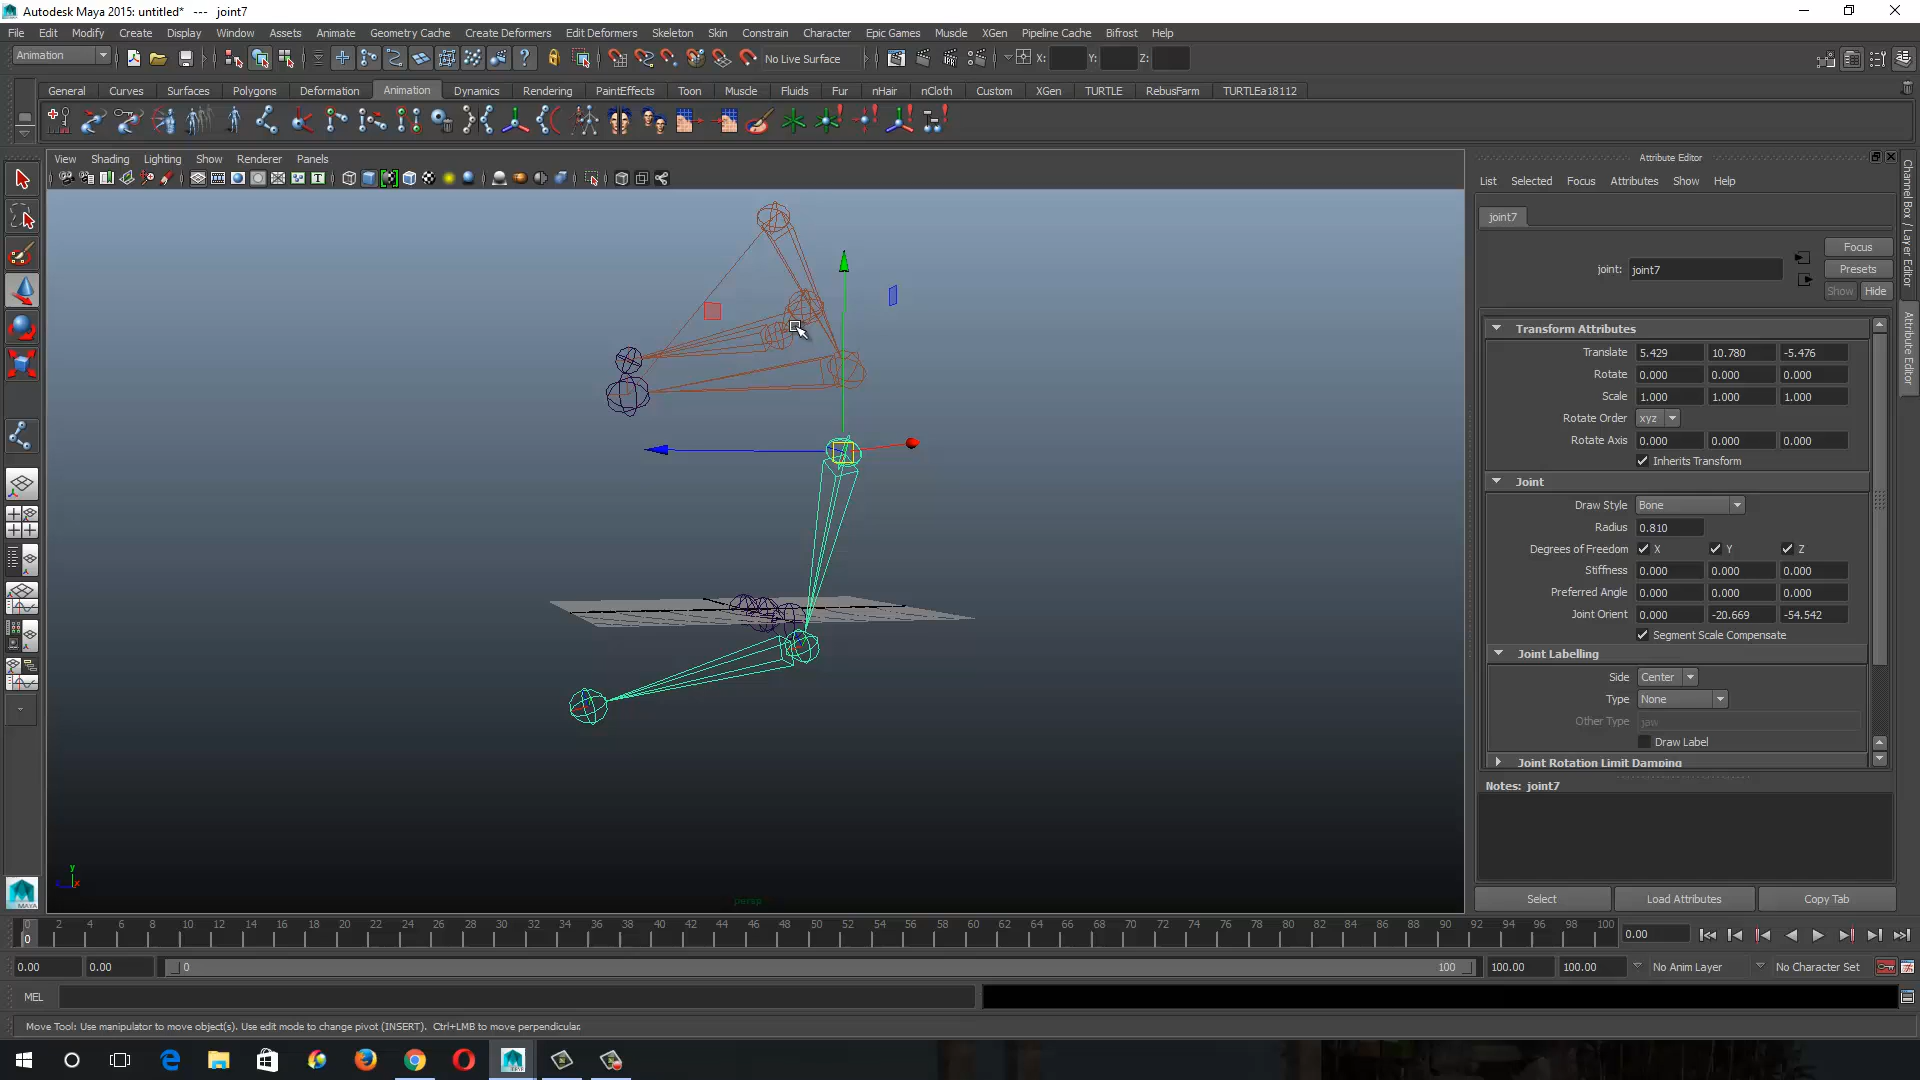 Autodesk Maya 2015: untitled*   ---   joint7
File Edit Modify Create Display Window Assets Animate Geometry Cache Create Deformers Edit Deformers Skeleton Skin Constrain Character Epic Games Muscle XGen Pipeline Cache Bifrost Help
Animation No Live Surface X: Y: Z:
General Curves Surfaces Polygons Deformation Animation Dynamics Rendering PaintEffects Toon Muscle Fluids Fur nHair nCloth Custom XGen TURTLE RebusFarm TURTLEa18112
View Shading Lighting Show Renderer Panels
Attribute Editor
List Selected Focus Attributes Show Help
joint7
Focus
joint: joint7
Presets
Show Hide
Transform Attributes
Translate 5.429 10.780 -5.476
Rotate 0.000 0.000 0.000
Scale 1.000 1.000 1.000
Rotate Order xyz
Rotate Axis 0.000 0.000 0.000
Inherits Transform
Joint
Draw Style Bone
Radius 0.810
Degrees of Freedom X Y Z
Stiffness 0.000 0.000 0.000
Preferred Angle 0.000 0.000 0.000
Joint Orient 0.000 -20.669 -54.542
Segment Scale Compensate
Joint Labelling
Side Center
Type None
Other Type jaw
Draw Label
Joint Rotation Limit Damping
Notes: joint7
Select Load Attributes Copy Tab
Channel Box / Layer Editor
Attribute Editor
y
x
persp
MAYA
0 2 4 6 8 10 12 14 16 18 20 22 24 26 28 30 32 34 36 38 40 42 44 46 48 50 52 54 56 58 60 62 64 66 68 70 72 74 76 78 80 82 84 86 88 90 92 94 96 98 100
0
0.00
0.00 0.00 0 100 100.00 100.00 No Anim Layer No Character Set
MEL
Move Tool: Use manipulator to move object(s). Use edit mode to change pivot (INSERT).  Ctrl+LMB to move perpendicular.